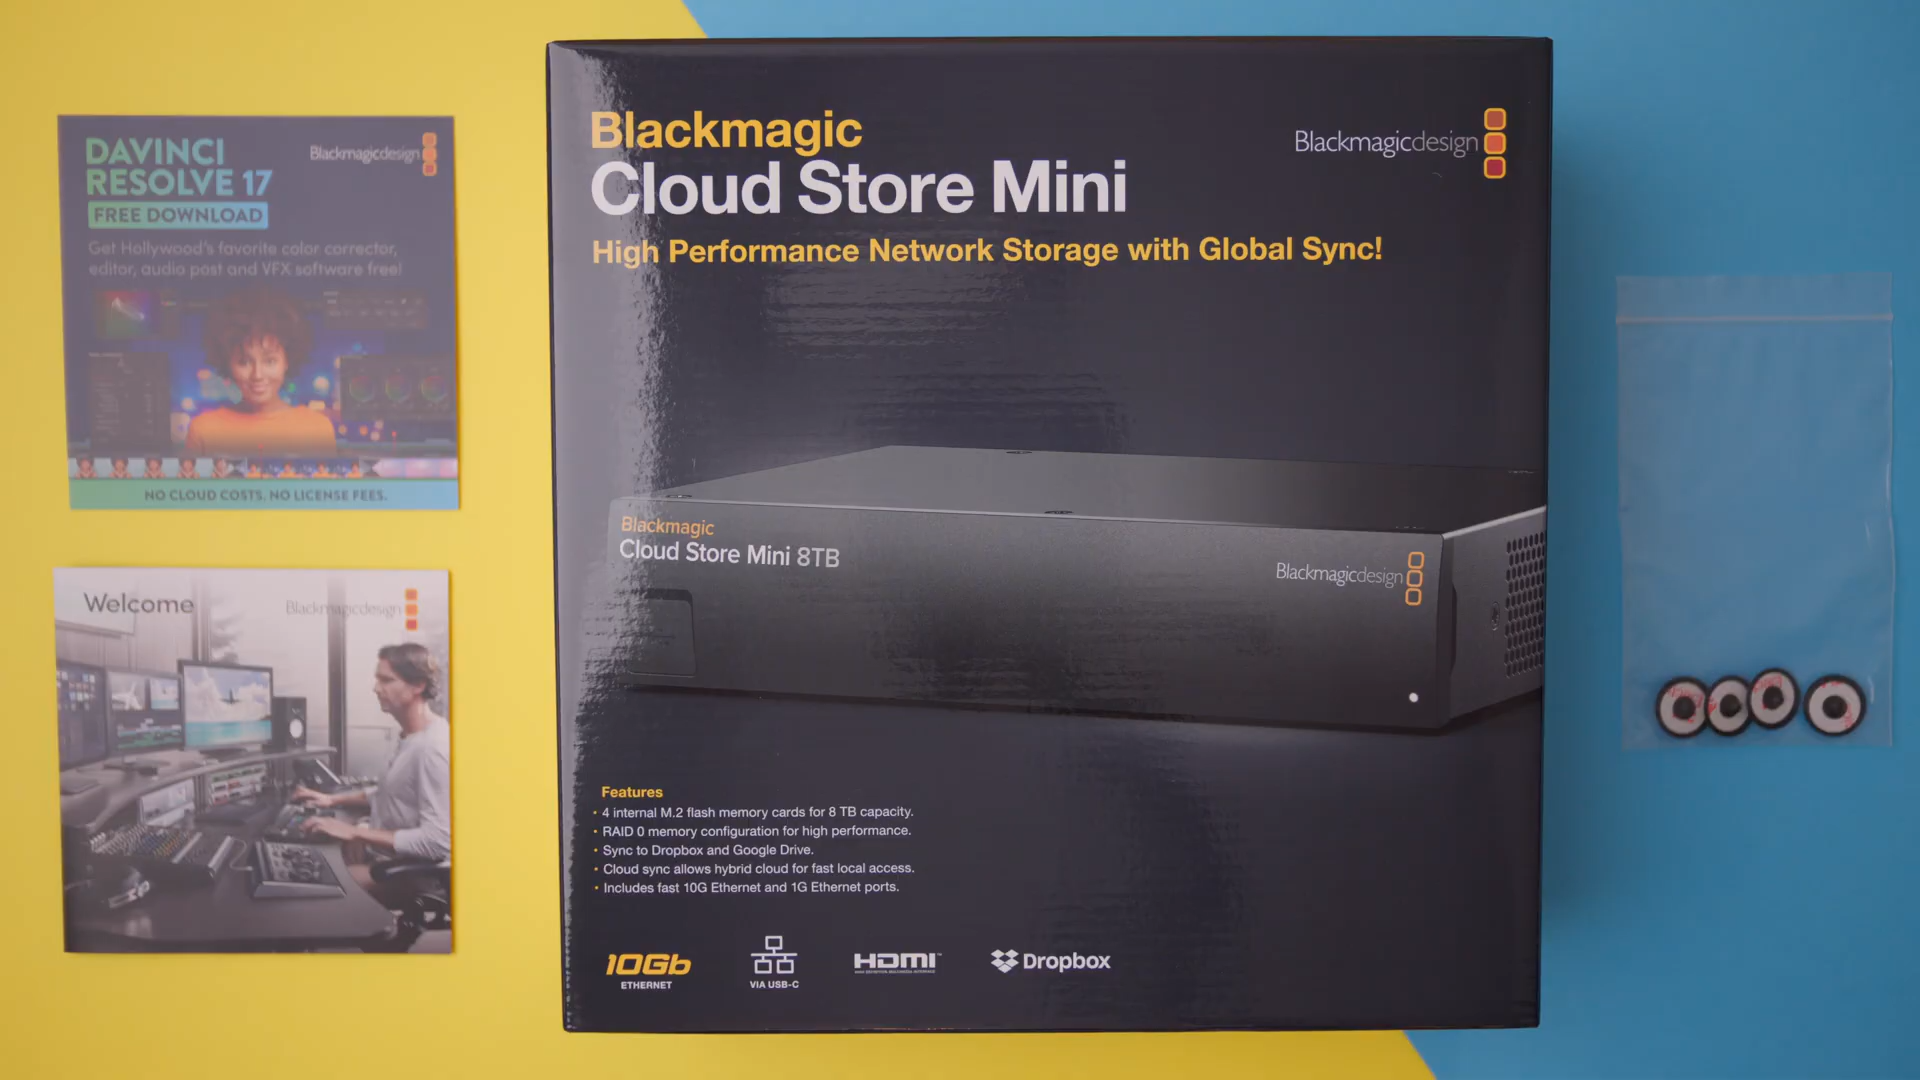 DAVINCI
RESOLVE 17
FREE DOWNLOAD
Get Hollywood's favorite color corrector,
editor, audio post and VFX software free!
Blackmagicdesign
NO CLOUD COSTS. NO LICENSE FEES.
Welcome
Blackmagicdesign
Blackmagic
Cloud Store Mini
High Performance Network Storage with Global Sync!
Blackmagicdesign
Blackmagic
Cloud Store Mini 8TB
Blackmagicdesign
Features
• 4 internal M.2 flash memory cards for 8 TB capacity.
• RAID 0 memory configuration for high performance.
• Sync to Dropbox and Google Drive.
• Cloud sync allows hybrid cloud for fast local access.
• Includes fast 10G Ethernet and 1G Ethernet ports.
10Gb
ETHERNET
VIA USB-C
HDMI
HIGH-DEFINITION MULTIMEDIA INTERFACE
Dropbox